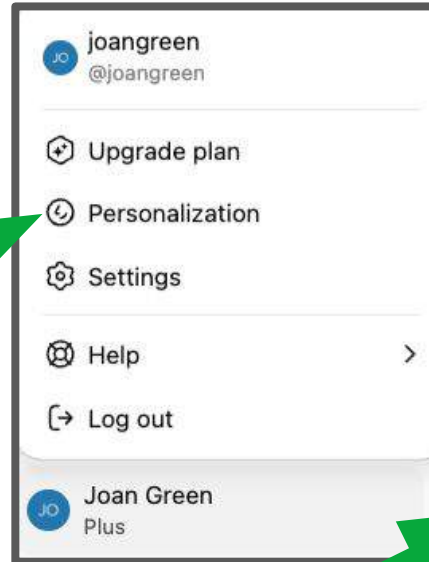 JO
joangreen
@joangreen
Upgrade plan
Personalization
Settings
Help
Log out
JO
Joan Green
Plus